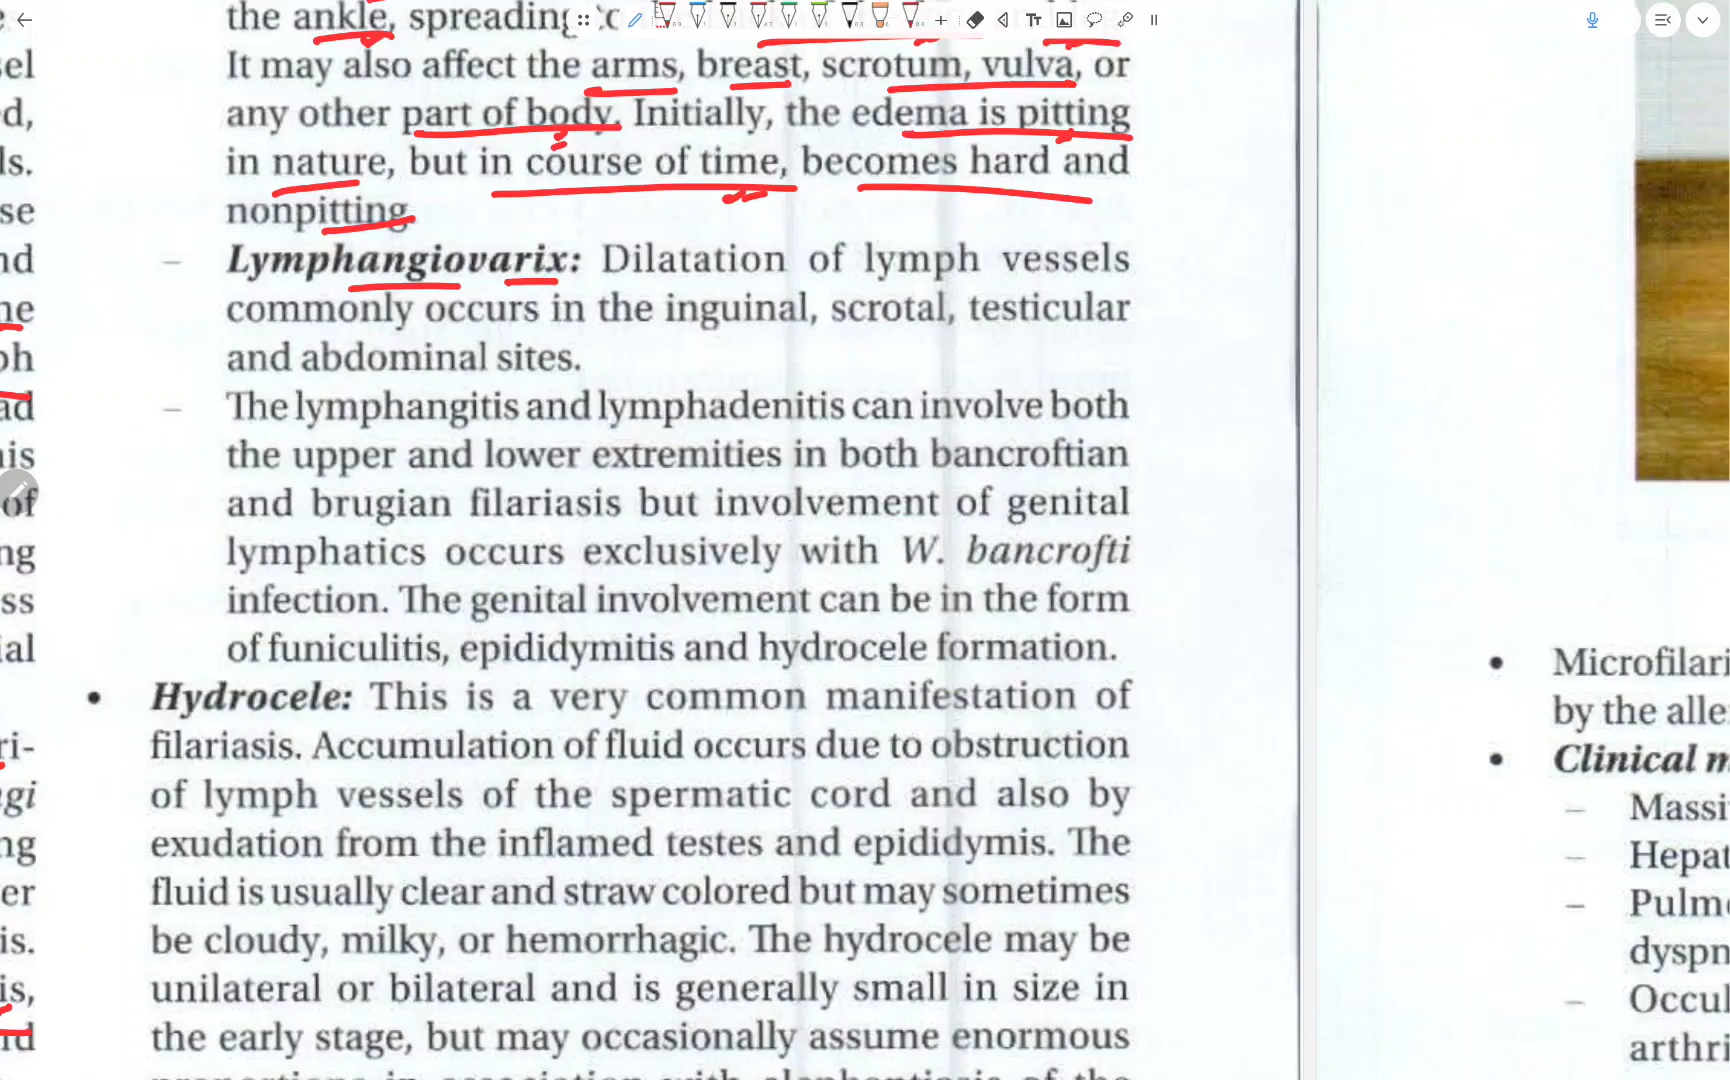 the ankle, spreading
It may also affect the arms, breast, scrotum, vulva, or
any other part of body. Initially, the edema is pitting
in nature, but in course of time, becomes hard and
nonpitting
– Lymphangiovarix: Dilatation of lymph vessels
commonly occurs in the inguinal, scrotal, testicular
and abdominal sites.
– The lymphangitis and lymphadenitis can involve both
the upper and lower extremities in both bancroftian
and brugian filariasis but involvement of genital
lymphatics occurs exclusively with W. bancrofti
infection. The genital involvement can be in the form
of funiculitis, epididymitis and hydrocele formation.
• Hydrocele: This is a very common manifestation of
filariasis. Accumulation of fluid occurs due to obstruction
of lymph vessels of the spermatic cord and also by
exudation from the inflamed testes and epididymis. The
fluid is usually clear and straw colored but may sometimes
be cloudy, milky, or hemorrhagic. The hydrocele may be
unilateral or bilateral and is generally small in size in
the early stage, but may occasionally assume enormous
• Microfilari
by the alle
• Clinical m
– Massi
– Hepat
– Pulm
dyspn
– Occul
arthri